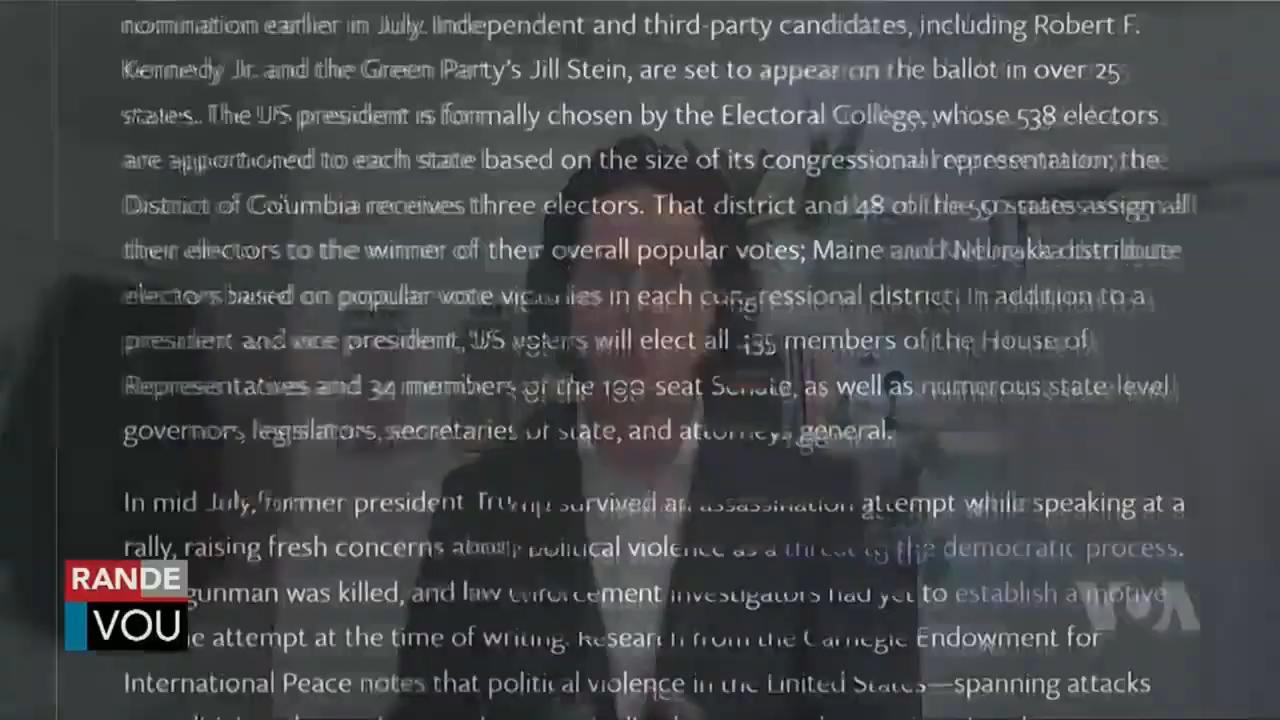 nomination earlier in July. Independent and third-party candidates, including Robert F.
Kennedy Jr. and the Green Party's Jill Stein, are set to appear on the ballot in over 25
states. The US president is formally chosen by the Electoral College, whose 538 electors
are apportioned to each state based on the size of its congressional representation; the
District of Columbia receives three electors. That district and 48 of the 50 states assign all
their electors to the winner of their overall popular votes; Maine and Nebraska distribute
electors based on popular vote victories in each congressional district. In addition to a
president and vice president, US voters will elect all 435 members of the House of
Representatives and 34 members of the 100-seat Senate, as well as numerous state-level
governors, legislators, secretaries of state, and attorneys general.
In mid July, former president Trump survived an assassination attempt while speaking at a
rally, raising fresh concerns about political violence as a threat to the democratic process.
gunman was killed, and law enforcement investigators had yet to establish a motive
attempt at the time of writing. Research from the Carnegie Endowment for
International Peace notes that political violence in the United States—spanning attacks
RANDE
VOU
VOA